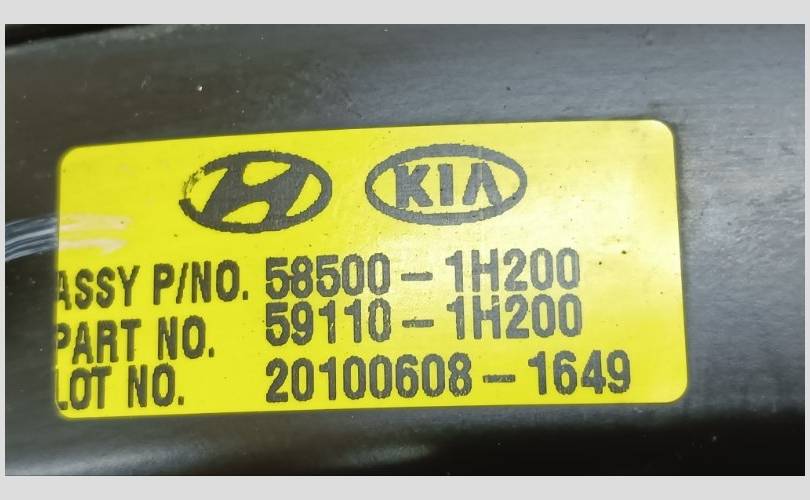 KIA
ASSY P/NO. 58500-1H200
PART NO. 59110-1H200
LOT NO. 20100608-1649